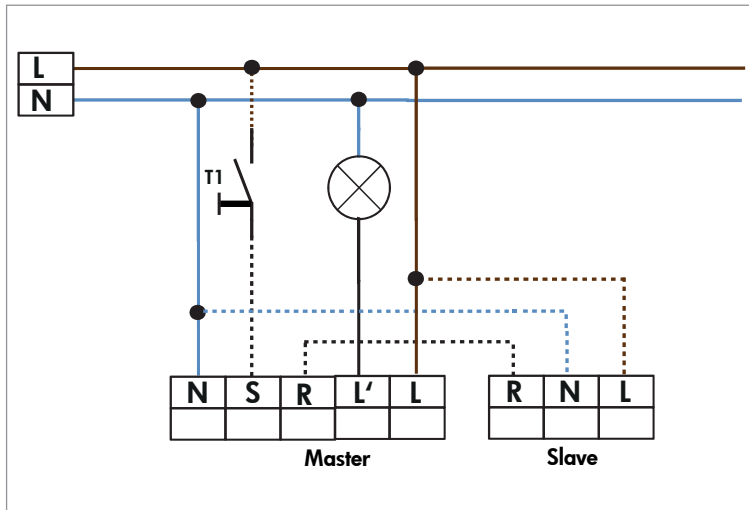 L
N
T1
N S R L‘ L
R N L
Master
Slave